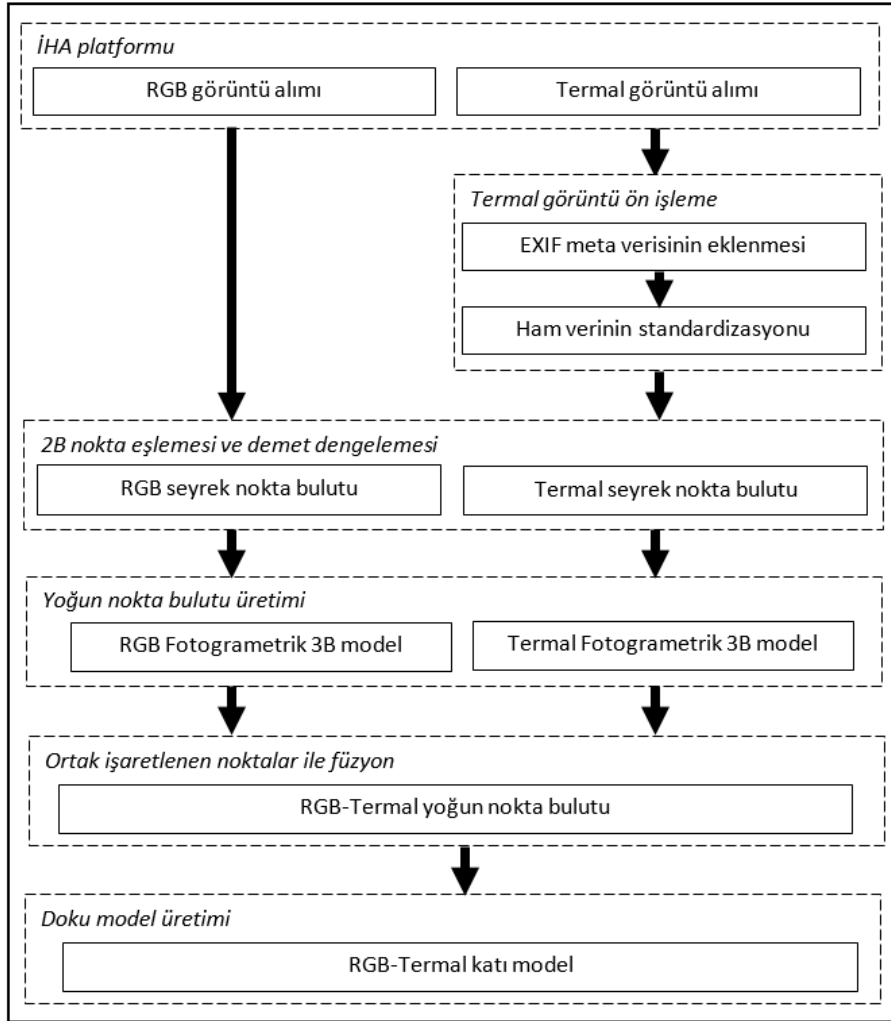 İHA platformu
RGB görüntü alımı
Termal görüntü alımı
Termal görüntü ön işleme
EXIF meta verisinin eklenmesi
Ham verinin standardizasyonu
2B nokta eşlemesi ve demet dengelemesi
RGB seyrek nokta bulutu
Termal seyrek nokta bulutu
Yoğun nokta bulutu üretimi
RGB Fotogrametrik 3B model
Termal Fotogrametrik 3B model
Ortak işaretlenen noktalar ile füzyon
RGB-Termal yoğun nokta bulutu
Doku model üretimi
RGB-Termal katı model